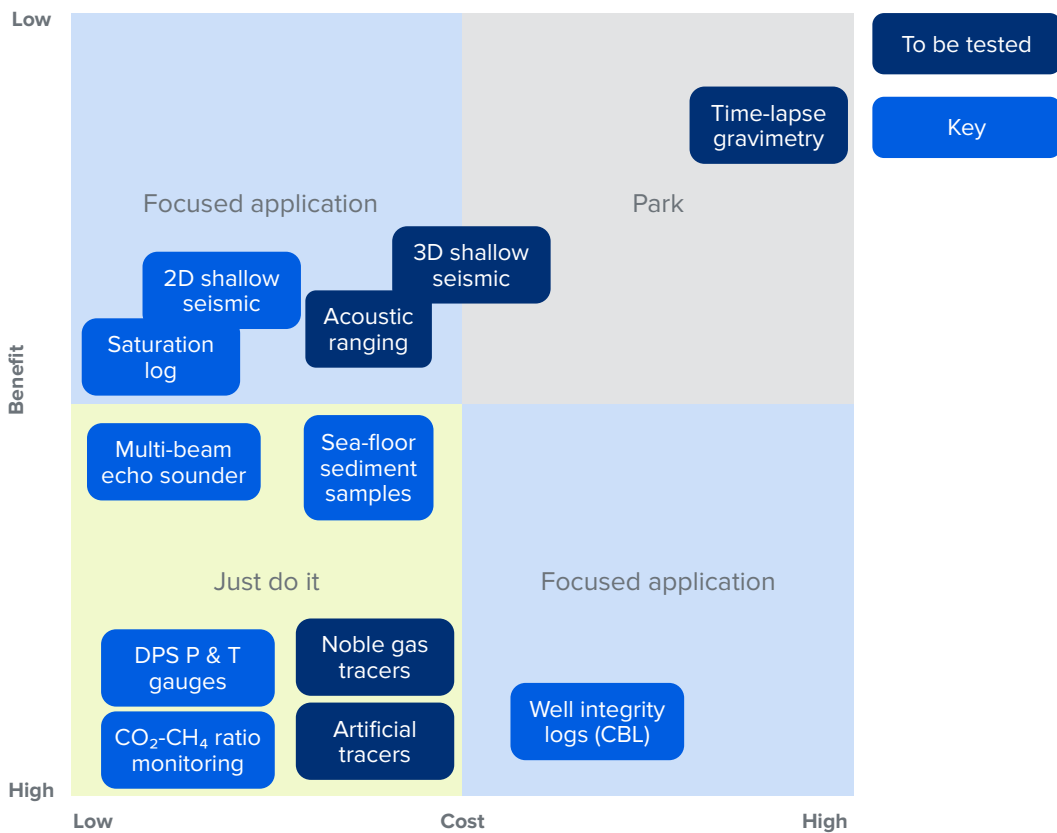 Low
To be tested
Time-lapse
gravimetry
Key
Focused application
Park
3D shallow
seismic
2D shallow
seismic
Acoustic
ranging
Saturation
log
Benefit
Multi-beam
echo sounder
Sea-floor
sediment
samples
Just do it
Focused application
DPS P & T
gauges
Noble gas
tracers
Well integrity
logs (CBL)
CO₂-CH₄ ratio
monitoring
Artificial
tracers
High
Low
Cost
High